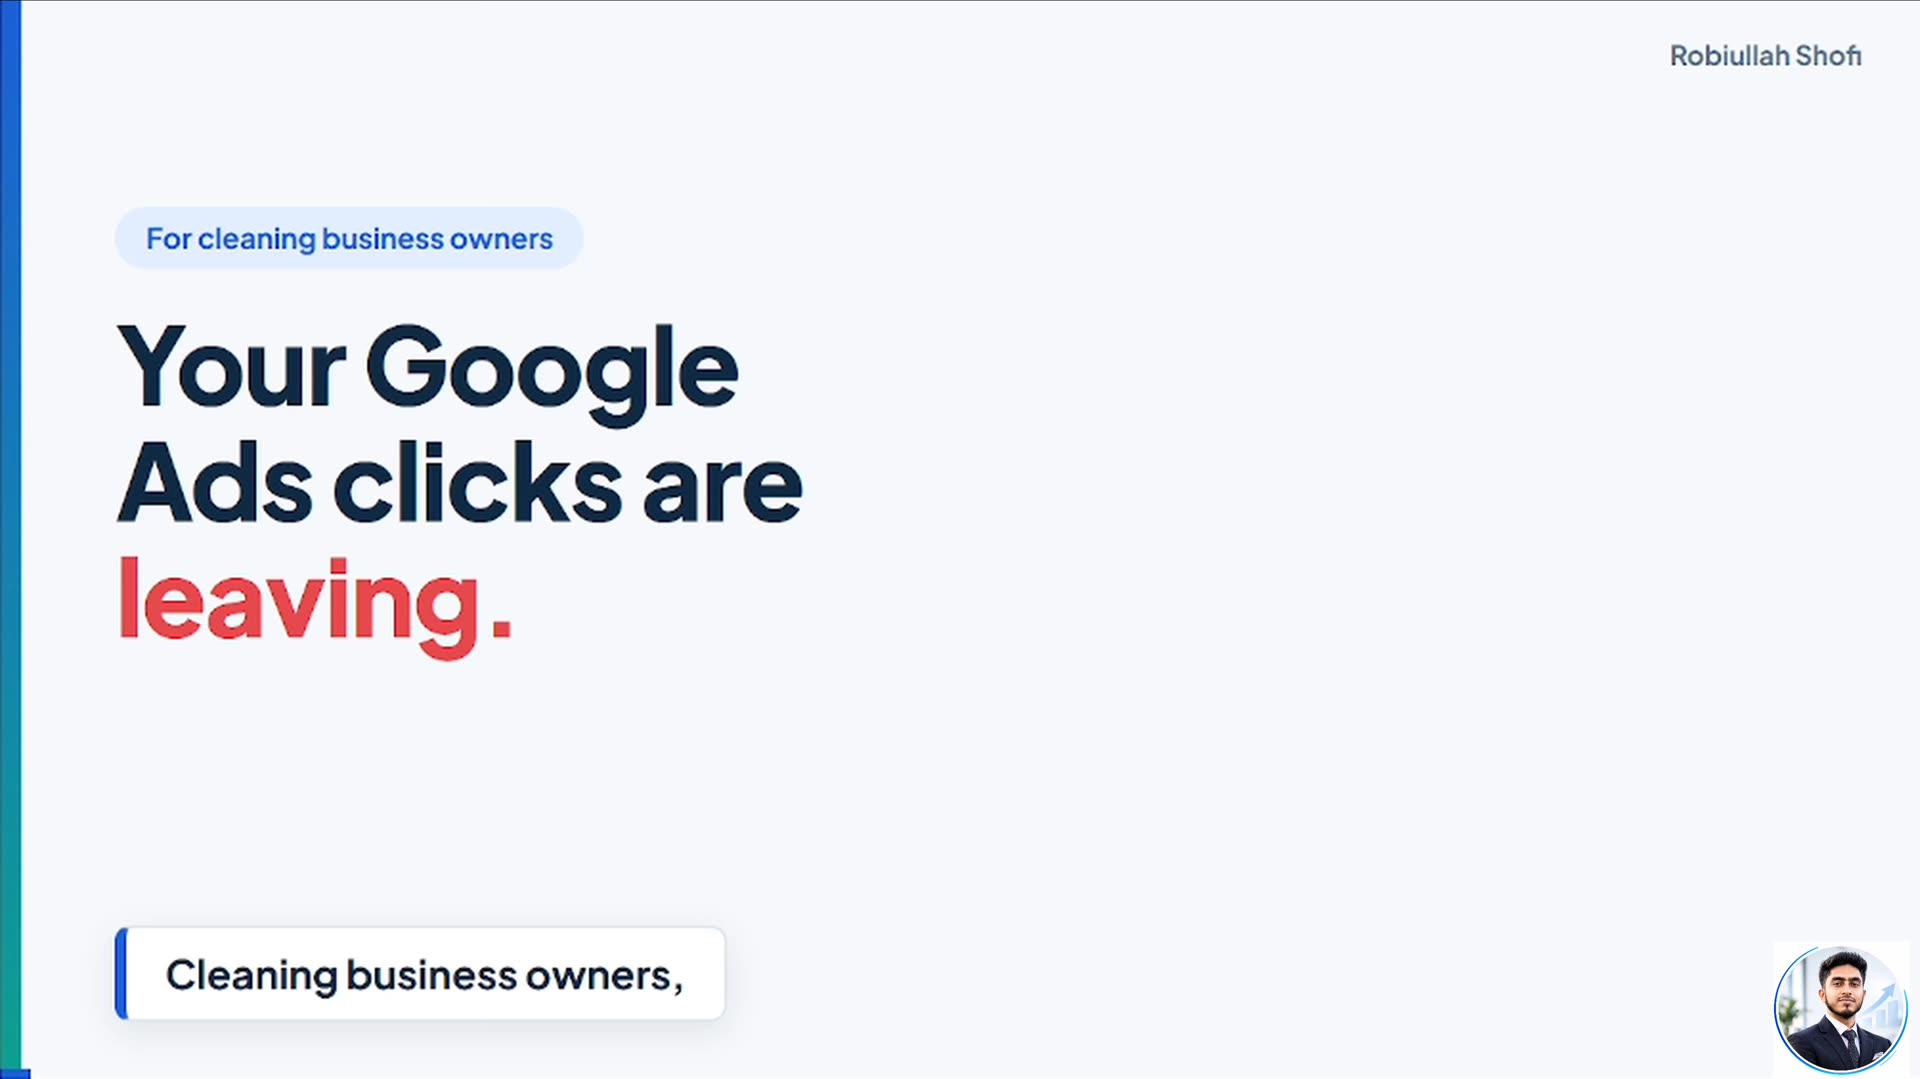 Robiullah Shofi
For cleaning business owners
Your Google
Ads clicks are
leaving.
Cleaning business owners,